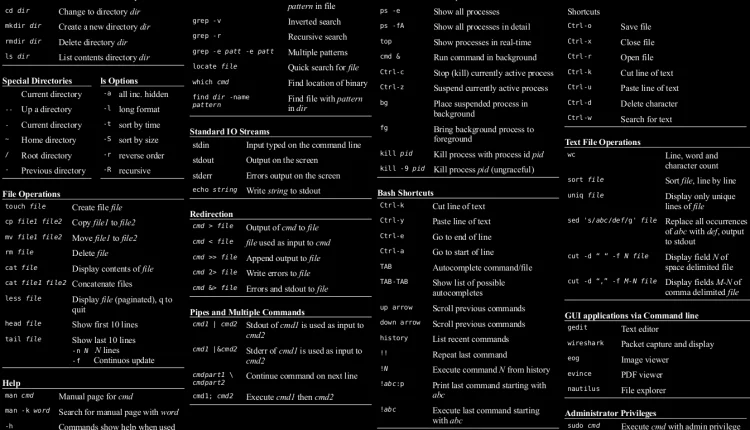 cd dir Change to directory dir
mkdir dir Create a new directory dir
rmdir dir Delete directory dir
ls dir List contents directory dir
Special Directories
. Current directory
.. Up a directory
. Current directory
~ Home directory
/ Root directory
- Previous directory
ls Options
-a all inc. hidden
-l long format
-t sort by time
-S sort by size
-r reverse order
-R recursive
File Operations
touch file Create file file
cp file1 file2 Copy file1 to file2
mv file1 file2 Move file1 to file2
rm file Delete file
cat file Display contents of file
cat file1 file2 Concatenate files
less file Display file (paginated), q to
quit
head file Show first 10 lines
tail file Show last 10 lines
-n N N lines
-f Continuos update
Help
man cmd Manual page for cmd
man -k word Search for manual page with word
-h Commands show help when used
pattern in file
grep -v Inverted search
grep -r Recursive search
grep -e patt -e patt Multiple patterns
locate file Quick search for file
which cmd Find location of binary
find dir -name Find file with pattern
pattern in dir
Standard IO Streams
stdin Input typed on the command line
stdout Output on the screen
stderr Errors output on the screen
echo string Write string to stdout
Redirection
cmd > file Output of cmd to file
cmd < file file used as input to cmd
cmd >> file Append output to file
cmd 2> file Write errors to file
cmd &> file Errors and stdout to file
Pipes and Multiple Commands
cmd1 | cmd2 Stdout of cmd1 is used as input to
cmd2
cmd1 |&cmd2 Stderr of cmd1 is used as input to
cmd2
cmdpart1 \ Continue command on next line
cmdpart2
cmd1; cmd2 Execute cmd1 then cmd2
ps -e Show all processes
ps -fA Show all processes in detail
top Show processes in real-time
cmd & Run command in background
Ctrl-c Stop (kill) currently active process
Ctrl-z Suspend currently active process
bg Place suspended process in
background
fg Bring background process to
foreground
kill pid Kill process with process id pid
kill -9 pid Kill process pid (ungraceful)
Bash Shortcuts
Ctrl-k Cut line of text
Ctrl-y Paste line of text
Ctrl-e Go to end of line
Ctrl-a Go to start of line
TAB Autocomplete command/file
TAB-TAB Show list of possible
autocompletes
up arrow Scroll previous commands
down arrow Scroll previous commands
history List recent commands
!! Repeat last command
!N Execute command N from history
!abc:p Print last command starting with
abc
!abc Execute last command starting
with abc
Shortcuts
Ctrl-o Save file
Ctrl-x Close file
Ctrl-r Open file
Ctrl-k Cut line of text
Ctrl-u Paste line of text
Ctrl-d Delete character
Ctrl-w Search for text
Text File Operations
wc Line, word and
character count
sort file Sort file, line by line
uniq file Display only unique
lines of file
sed 's/abc/def/g' file Replace all occurrences
of abc with def, output
to stdout
cut -d " " -f N file Display field N of
space delimited file
cut -d "," -f M-N file Display fields M-N of
comma delimited file
GUI applications via Command line
gedit Text editor
wireshark Packet capture and display
eog Image viewer
evince PDF viewer
nautilus File explorer
Administrator Privileges
sudo cmd Execute cmd with admin privilege